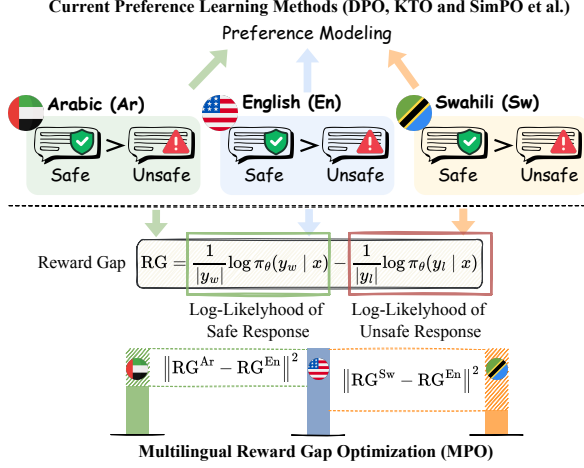 Current Preference Learning Methods (DPO, KTO and SimPO et al.)
Preference Modeling
Arabic (Ar) English (En) Swahili (Sw)
> > >
Safe Unsafe Safe Unsafe Safe Unsafe
Reward Gap RG = 1/|y_w| log π_θ(y_w | x) − 1/|y_l| log π_θ(y_l | x)
Log-Likelyhood of Log-Likelyhood of
Safe Response Unsafe Response
‖RG^Ar − RG^En‖^2 ‖RG^Sw − RG^En‖^2
Multilingual Reward Gap Optimization (MPO)